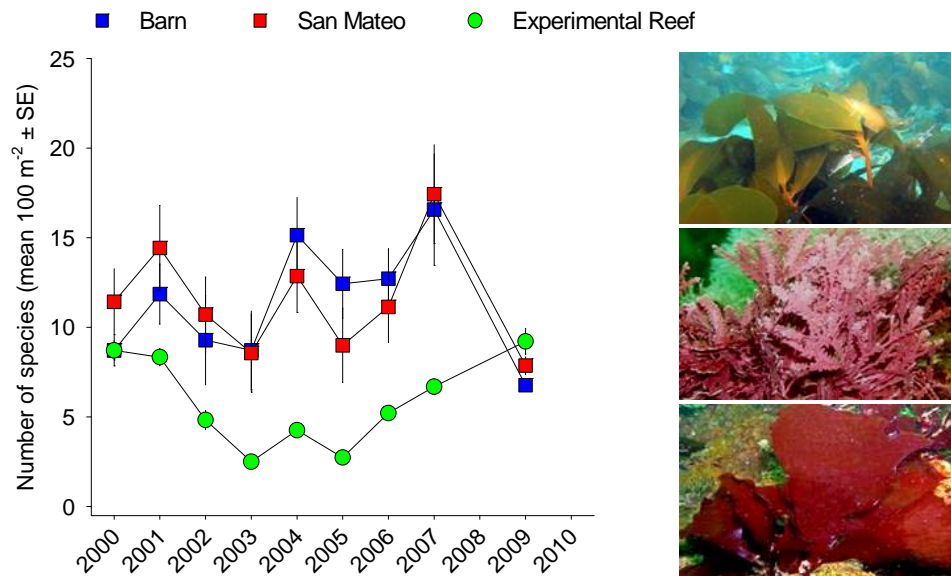 Barn San Mateo Experimental Reef
Number of species (mean 100 m⁻² ± SE)
25
20
15
10
5
0
2000 2001 2002 2003 2004 2005 2006 2007 2008 2009 2010